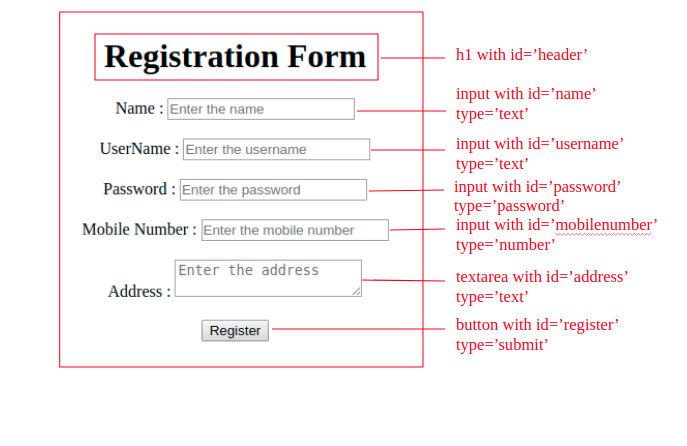 Registration Form
h1 with id=’header’
Name : Enter the name
input with id=’name’
type=’text’
UserName : Enter the username
input with id=’username’
type=’text’
Password : Enter the password
input with id=’password’
type=’password’
Mobile Number : Enter the mobile number
input with id=’mobilenumber’
type=’number’
Address : Enter the address
textarea with id=’address’
type=’text’
Register
button with id=’register’
type=’submit’